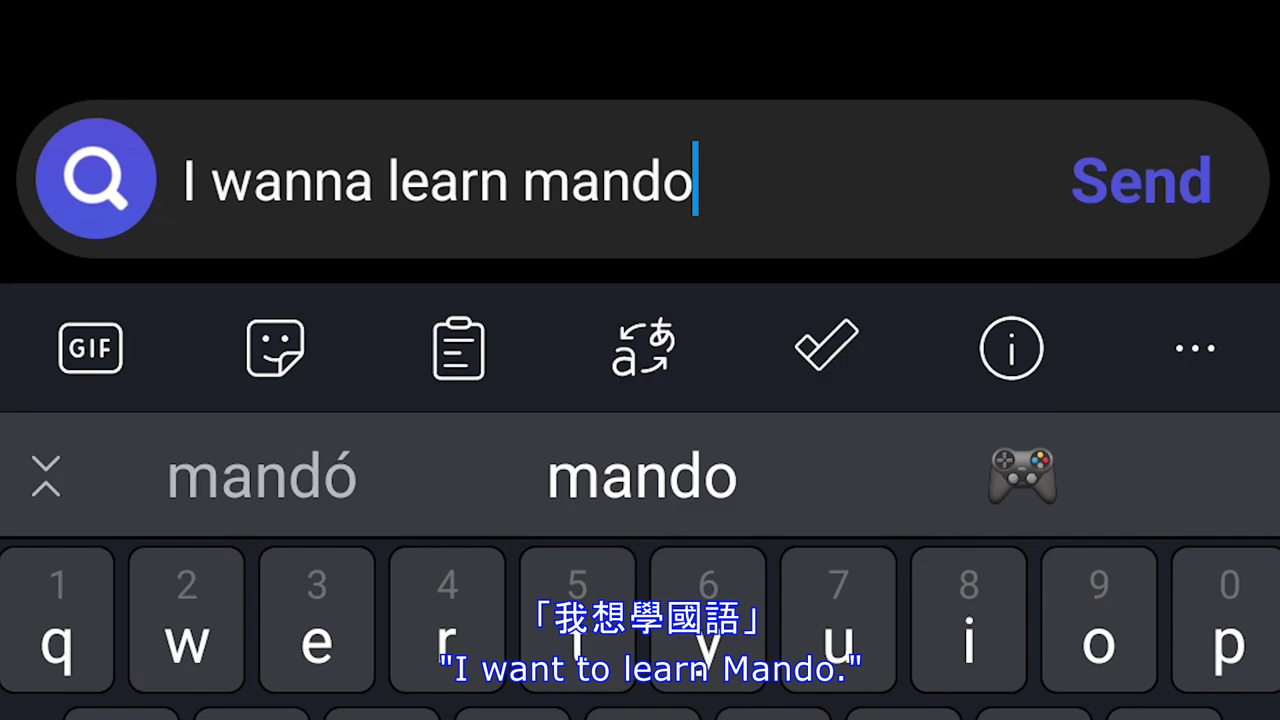 I wanna learn mando
Send
GIF
a あ
mandó mando
1 2 3 4 5 6 7 8 9 0
q w e r t y u i o p
「我想學國語」
"I want to learn Mando."